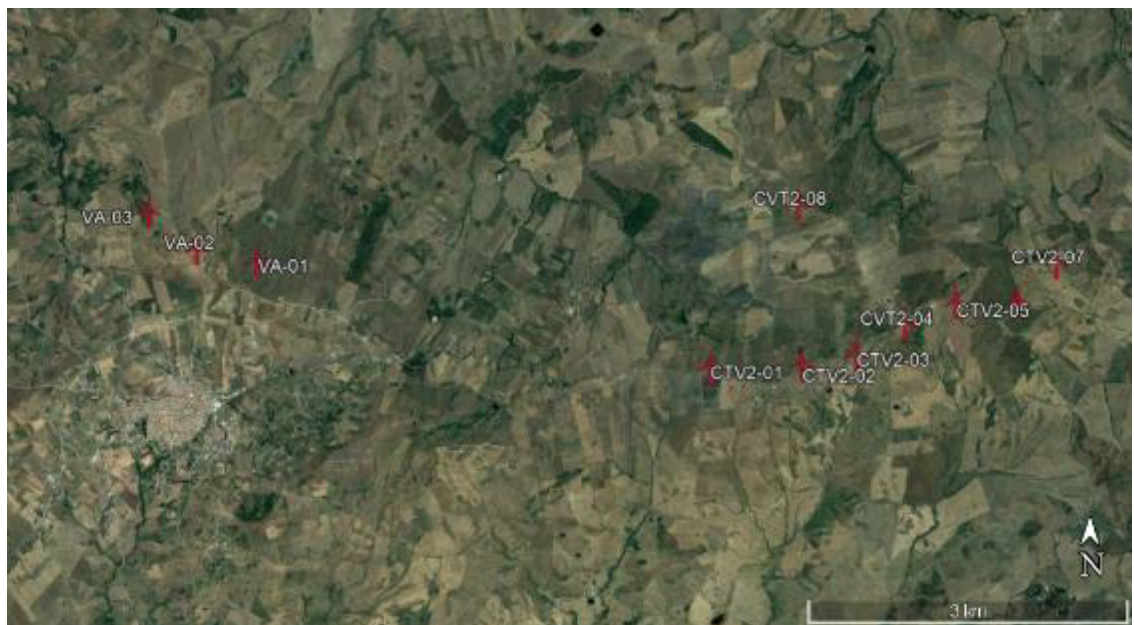 CVT2-08
VA-03
VA-02
CTV2-07
VA-01
CTV2-05
CVT2-04
CTV2-03
CTV2-01
CTV2-02
N
3 km